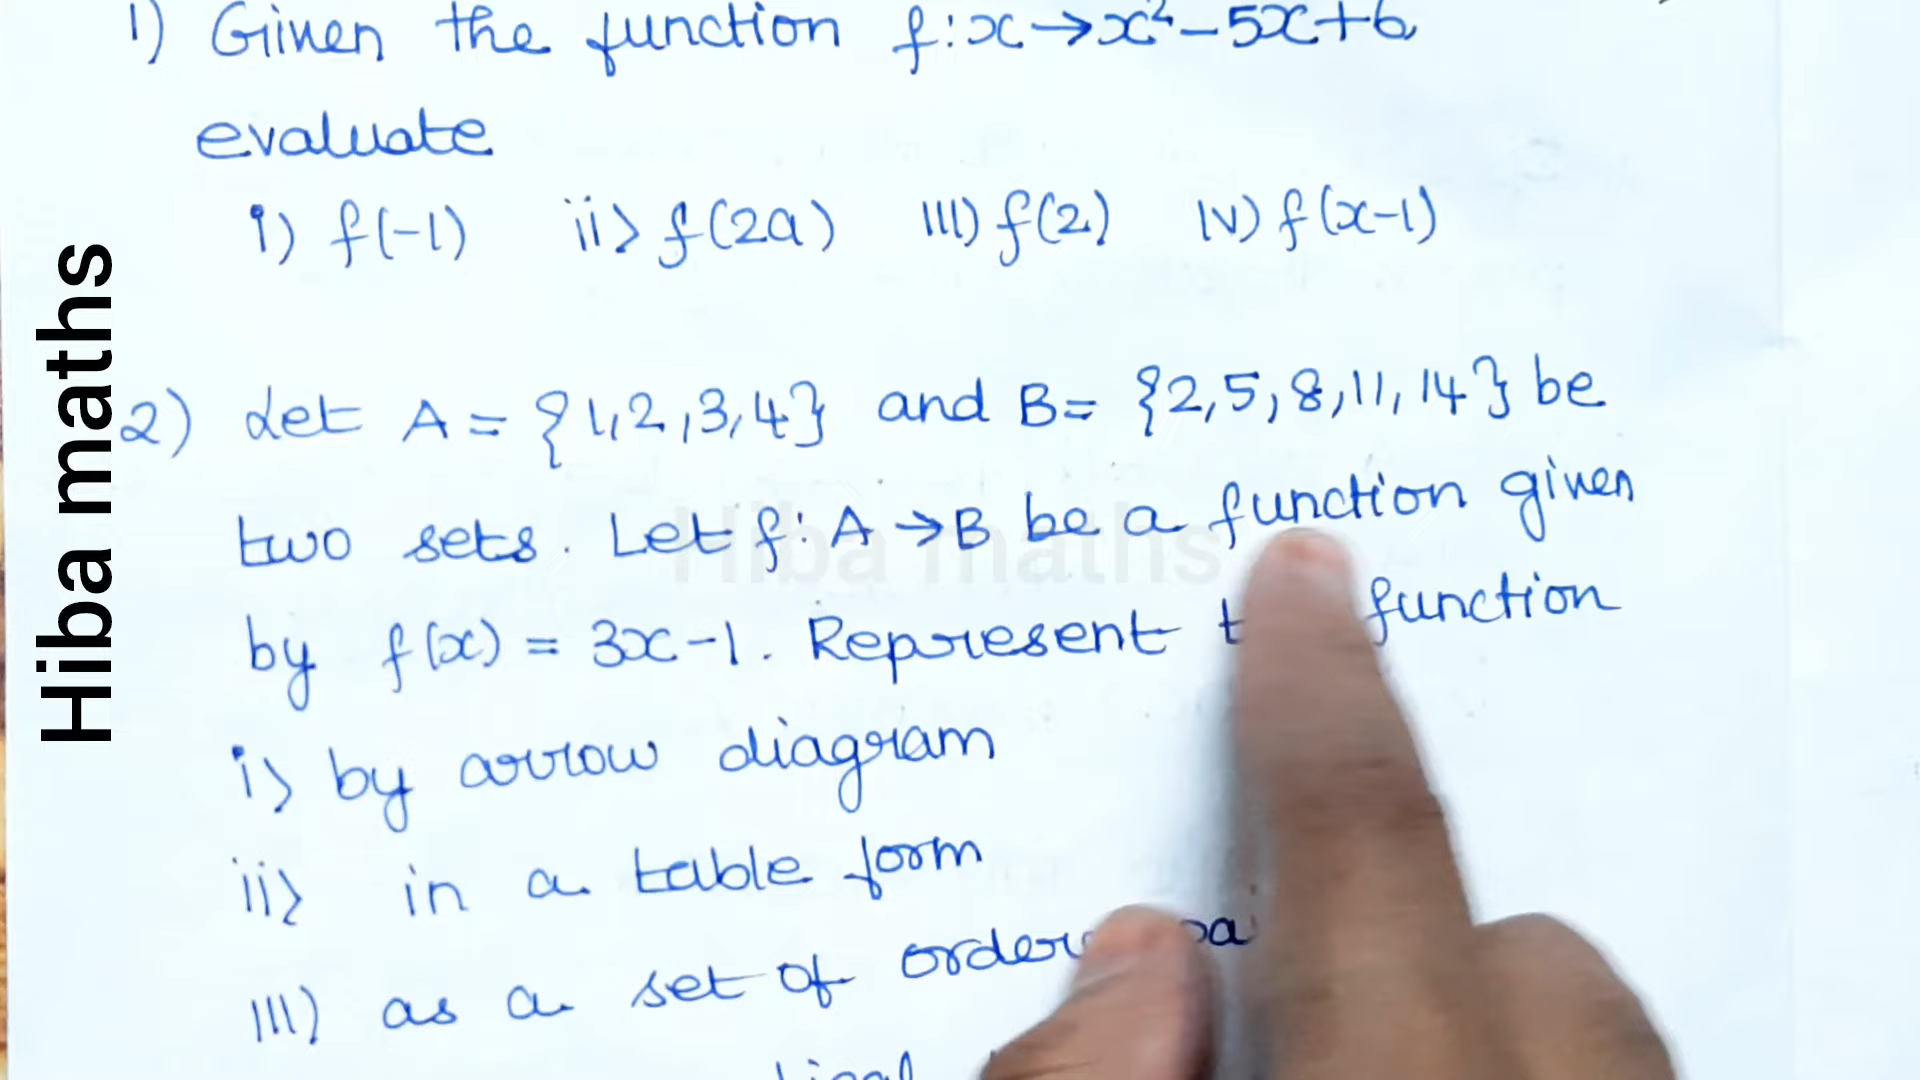 1) Given the function f:x→x²-5x+6
evaluate
i) f(-1) ii) f(2a) III) f(2) IV) f(x-1)
2) Let A = {1,2,3,4} and B= {2,5,8,11,14} be
two sets. Let f: A →B be a function given
by f(x) = 3x-1. Represent function
i) by arrow diagram
ii) in a table form
III) as a set of
Hiba maths
Hiba maths